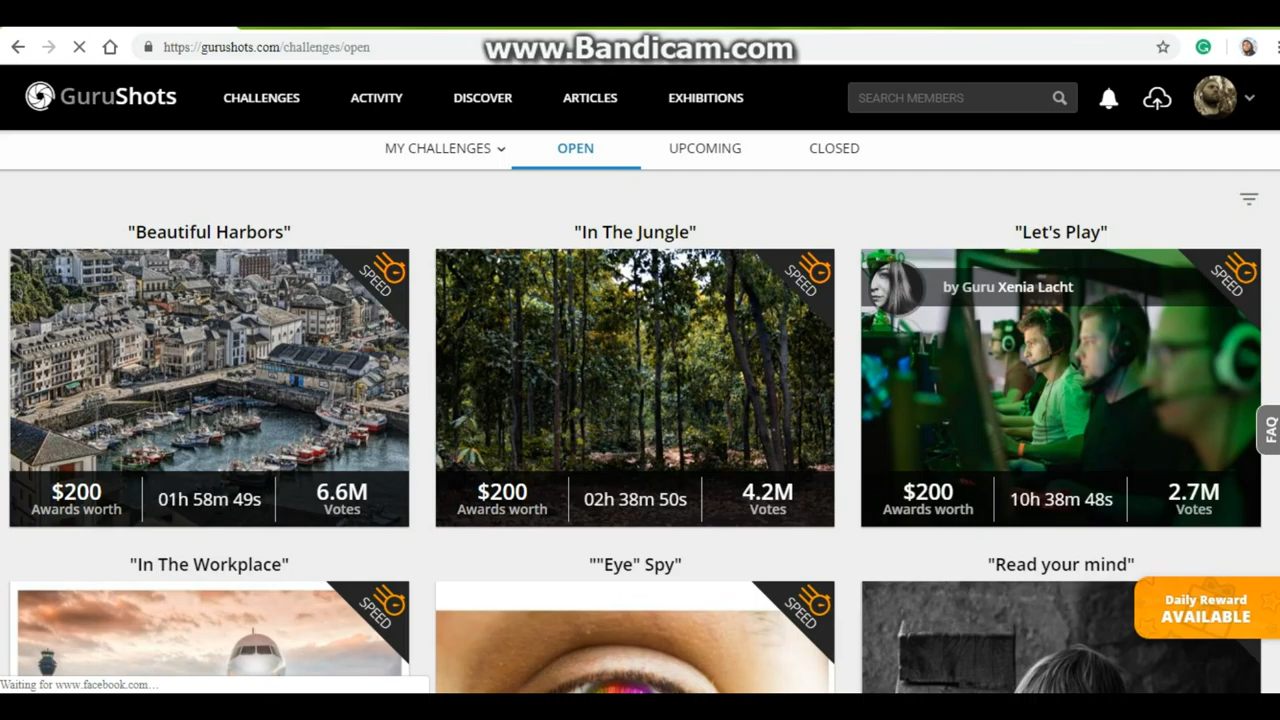 https://gurushots.com/challenges/open
www.Bandicam.com
GuruShots
CHALLENGES
ACTIVITY
DISCOVER
ARTICLES
EXHIBITIONS
SEARCH MEMBERS
MY CHALLENGES
OPEN
UPCOMING
CLOSED
"Beautiful Harbors"
"In The Jungle"
"Let's Play"
SPEED
SPEED
SPEED
by Guru Xenia Lacht
FAQ
$200
Awards worth
01h 58m 49s
6.6M
Votes
$200
Awards worth
02h 38m 50s
4.2M
Votes
$200
Awards worth
10h 38m 48s
2.7M
Votes
"In The Workplace"
""Eye" Spy"
"Read your mind"
SPEED
SPEED
Daily Reward
AVAILABLE
Waiting for www.facebook.com...